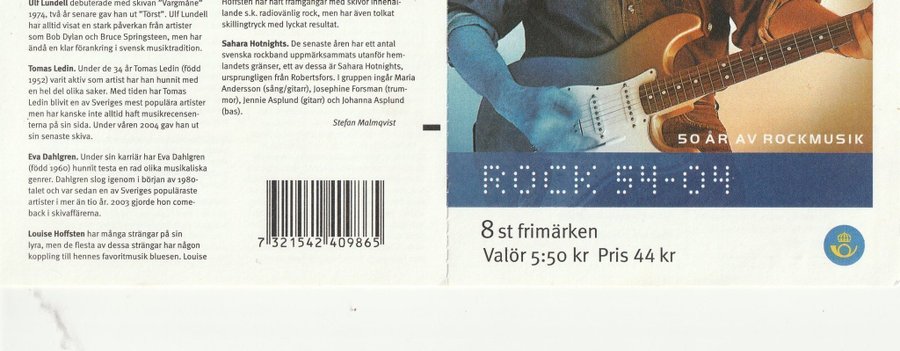 Ulf Lundell debuterade med skivan "Vargmåne"
1974, två år senare gav han ut "Törst". Ulf Lundell
har alltid visat en stark påverkan från artister
som Bob Dylan och Bruce Springsteen, men har
ändå en klar förankring i svensk musiktradition.
Tomas Ledin. Under de 34 år Tomas Ledin (född
1952) varit aktiv som artist har han hunnit med
en hel del olika saker. Med tiden har Tomas
Ledin blivit en av Sveriges mest populära artister
men har kanske inte alltid haft musikrecensen-
terna på sin sida. Under våren 2004 gav han ut
sin senaste skiva.
Eva Dahlgren. Under sin karriär har Eva Dahlgren
(född 1960) hunnit testa en rad olika musikaliska
genrer. Dahlgren slog igenom i början av 1980-
talet och var sedan en av Sveriges populäraste
artister i mer än tio år. 2003 gjorde hon come-
back i skivaffärerna.
Louise Hoffsten har många strängar på sin
lyra, men de flesta av dessa strängar har någon
koppling till hennes favoritmusik bluesen. Louise
Hoffsten har haft framgångar med skivor innehål-
lande s.k. radiovänlig rock, men har även tolkat
skillingtryck med lyckat resultat.
Sahara Hotnights. De senaste åren har ett antal
svenska rockband uppmärksammats utanför hem-
landets gränser, ett av dessa är Sahara Hotnights,
ursprungligen från Robertsfors. I gruppen ingår Maria
Andersson (sång/gitarr), Josephine Forsman (trum-
mor), Jennie Asplund (gitarr) och Johanna Asplund
(bas).
Stefan Malmqvist
7 321542 409865
50 ÅR AV ROCKMUSIK
ROCK 54-04
8 st frimärken
Valör 5:50 kr Pris 44 kr